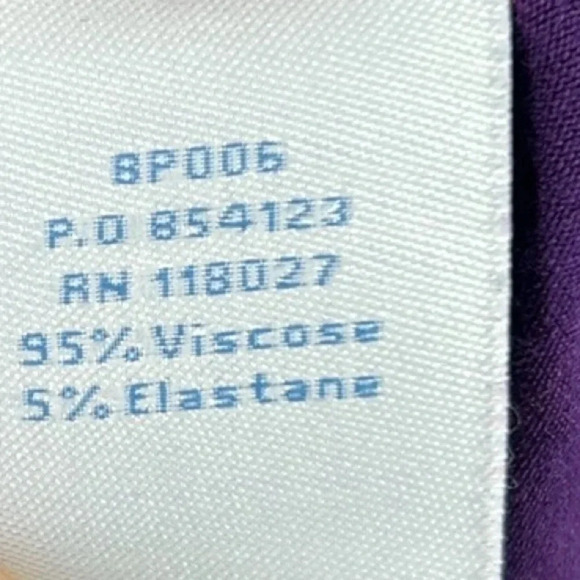 8P006
P.O 854123
RN 118027
95% Viscose
5% Elastane